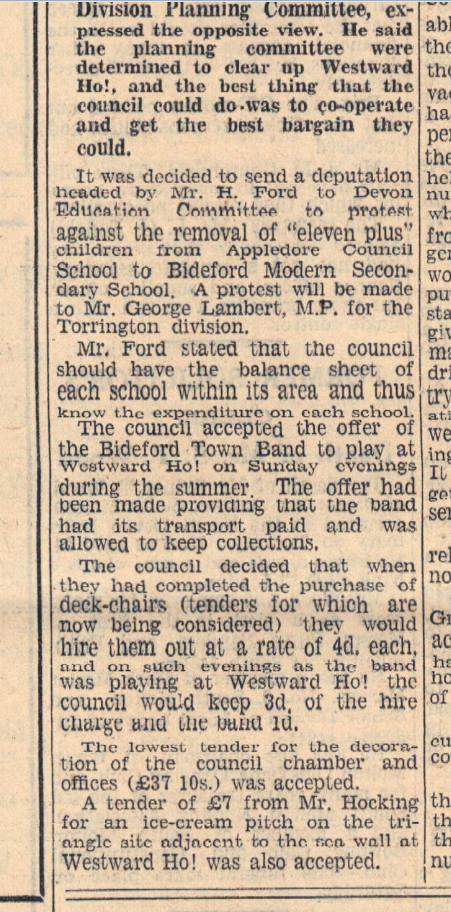 Division Planning Committee, ex-
pressed the opposite view. He said
the planning committee were
determined to clear up Westward
Ho!, and the best thing that the
council could do was to co-operate
and get the best bargain they
could.
It was decided to send a deputation
headed by Mr. H. Ford to Devon
Education Committee to protest
against the removal of "eleven plus"
children from Appledore Council
School to Bideford Modern Secon-
dary School. A protest will be made
to Mr. George Lambert, M.P. for the
Torrington division.
Mr. Ford stated that the council
should have the balance sheet of
each school within its area and thus
know the expenditure on each school.
The council accepted the offer of
the Bideford Town Band to play at
Westward Ho! on Sunday evenings
during the summer. The offer had
been made providing that the band
had its transport paid and was
allowed to keep collections.
The council decided that when
they had completed the purchase of
deck-chairs (tenders for which are
now being considered) they would
hire them out at a rate of 4d. each,
and on such evenings as the band
was playing at Westward Ho! the
council would keep 3d. of the hire
charge and the band 1d.
The lowest tender for the decora-
tion of the council chamber and
offices (£37 10s.) was accepted.
A tender of £7 from Mr. Hocking
for an ice-cream pitch on the tri-
angle site adjacent to the sea wall at
Westward Ho! was also accepted.